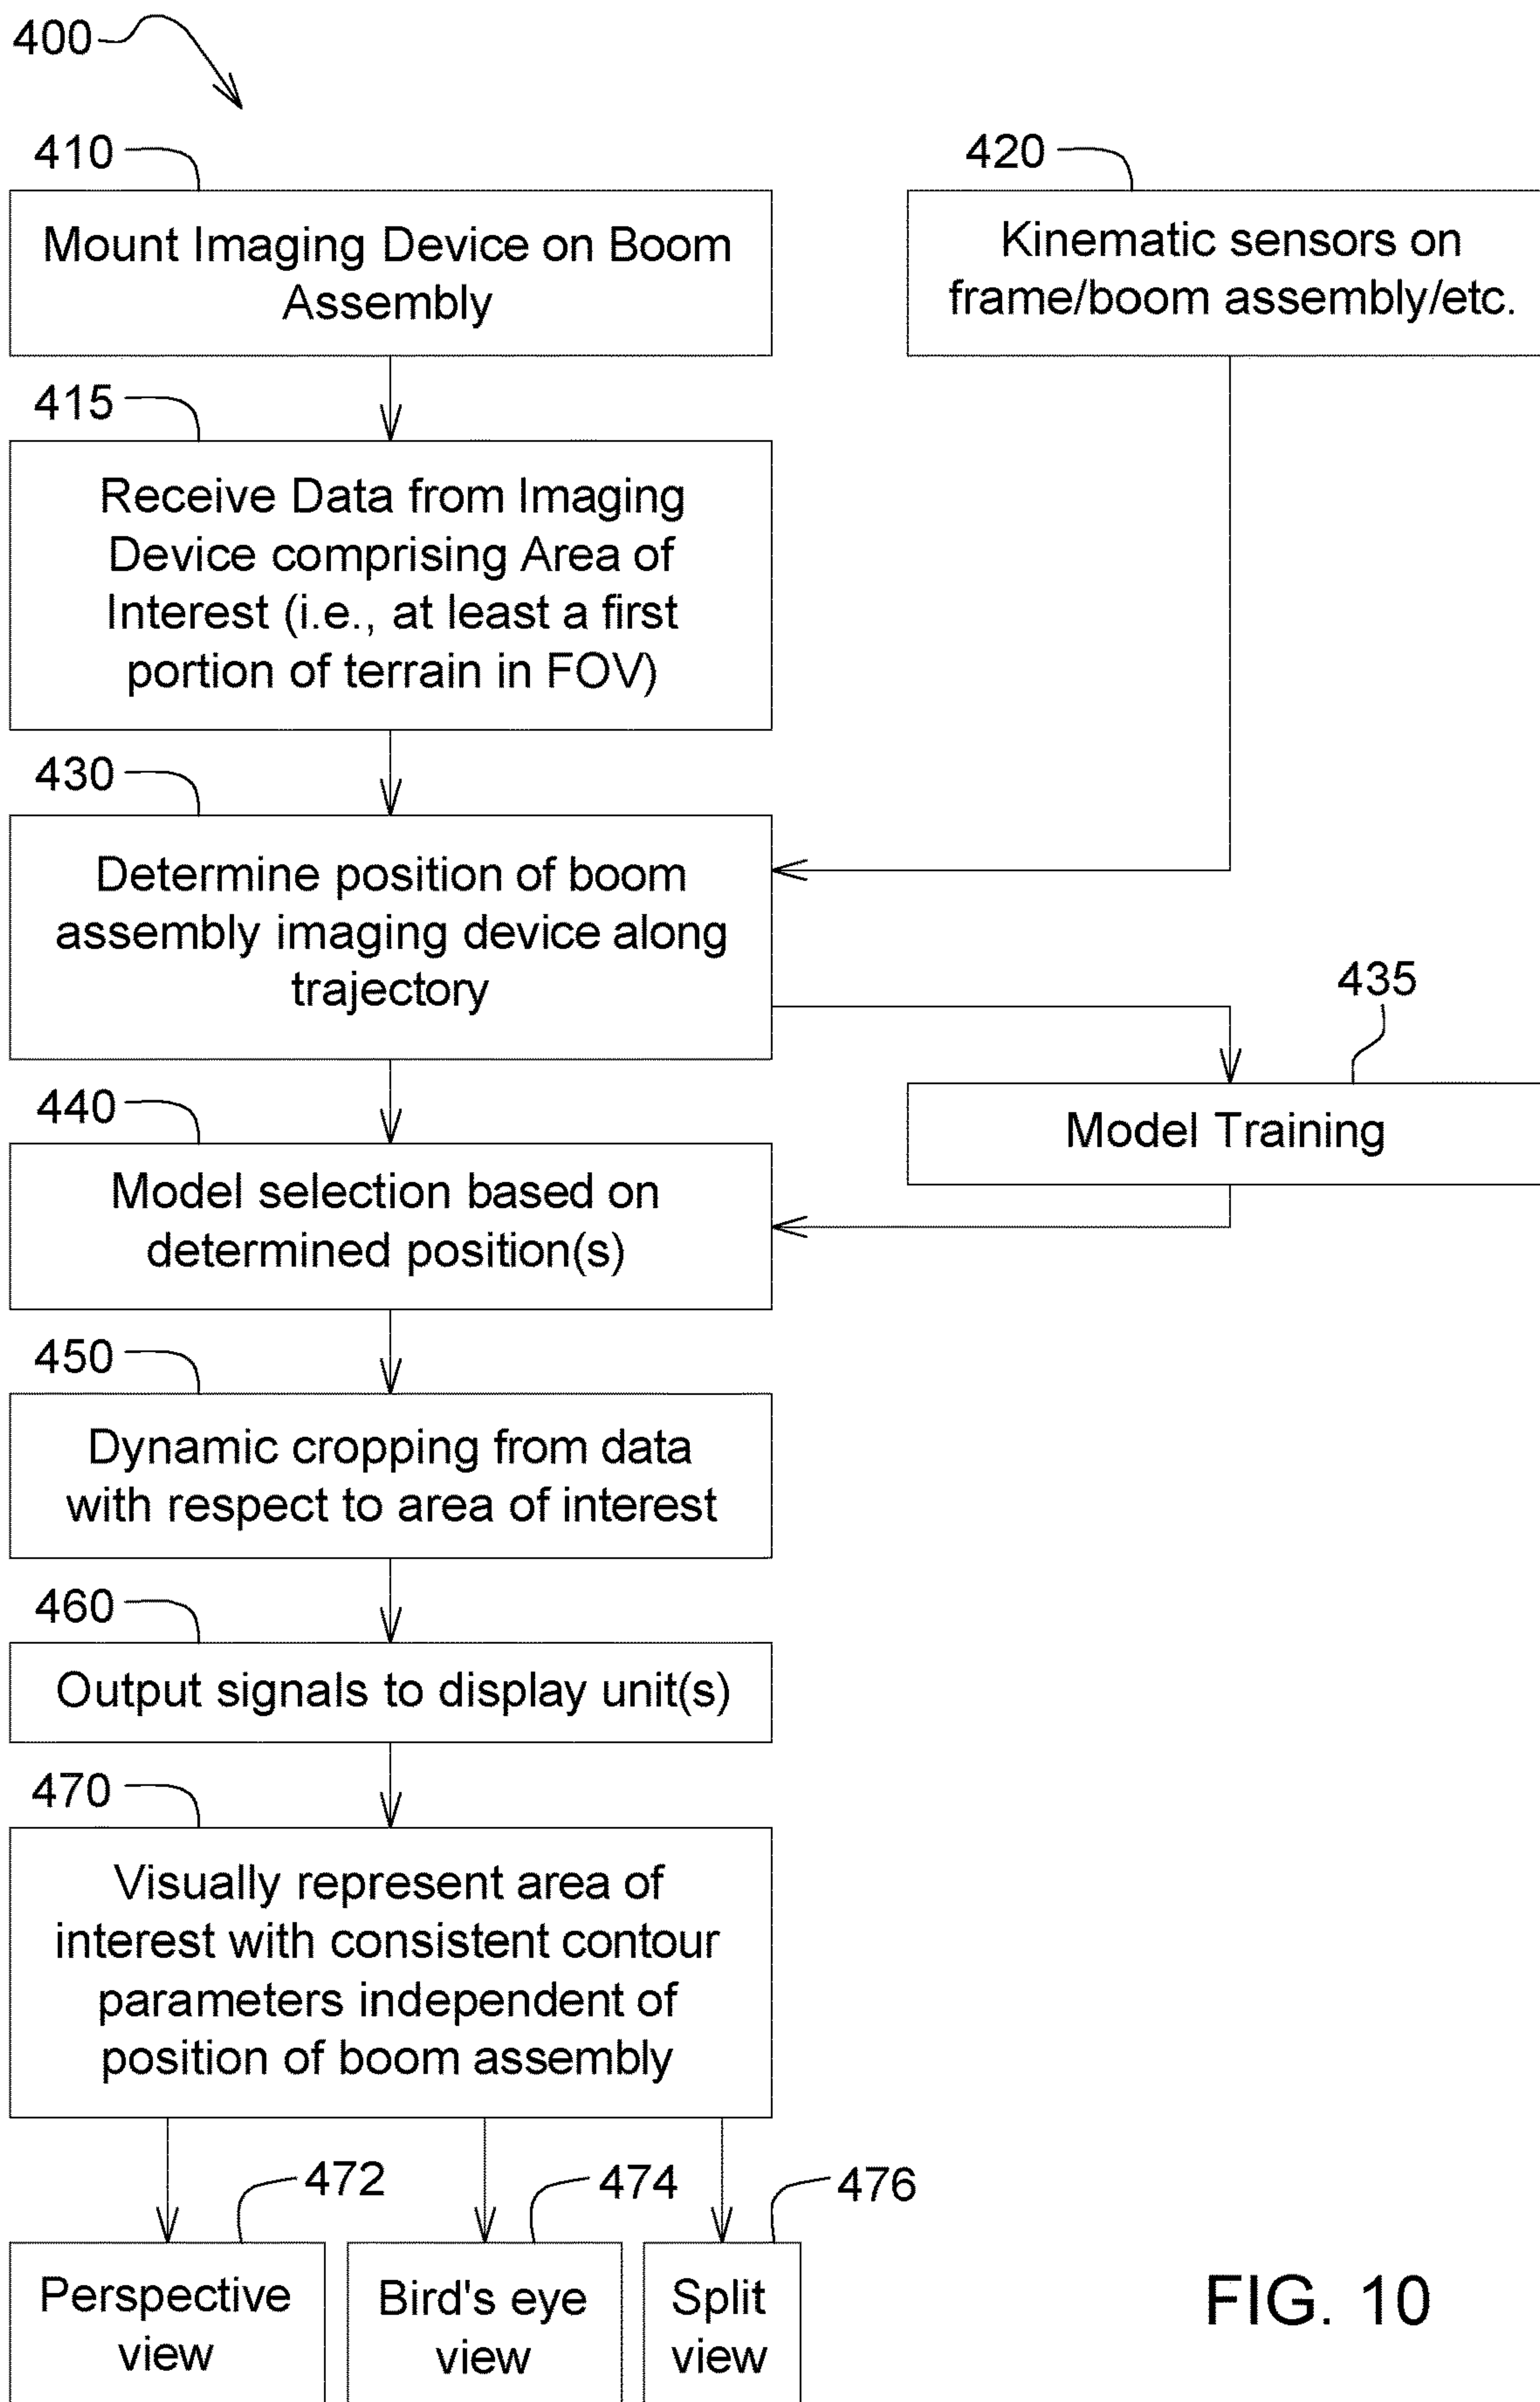 400
410
Mount Imaging Device on Boom
Assembly
420
Kinematic sensors on
frame/boom assembly/etc.
415
Receive Data from Imaging
Device comprising Area of
Interest (i.e., at least a first
portion of terrain in FOV)
430
Determine position of boom
assembly imaging device along
trajectory
435
Model Training
440
Model selection based on
determined position(s)
450
Dynamic cropping from data
with respect to area of interest
460
Output signals to display unit(s)
470
Visually represent area of
interest with consistent contour
parameters independent of
position of boom assembly
472
Perspective
view
474
Bird's eye
view
476
Split
view
FIG. 10